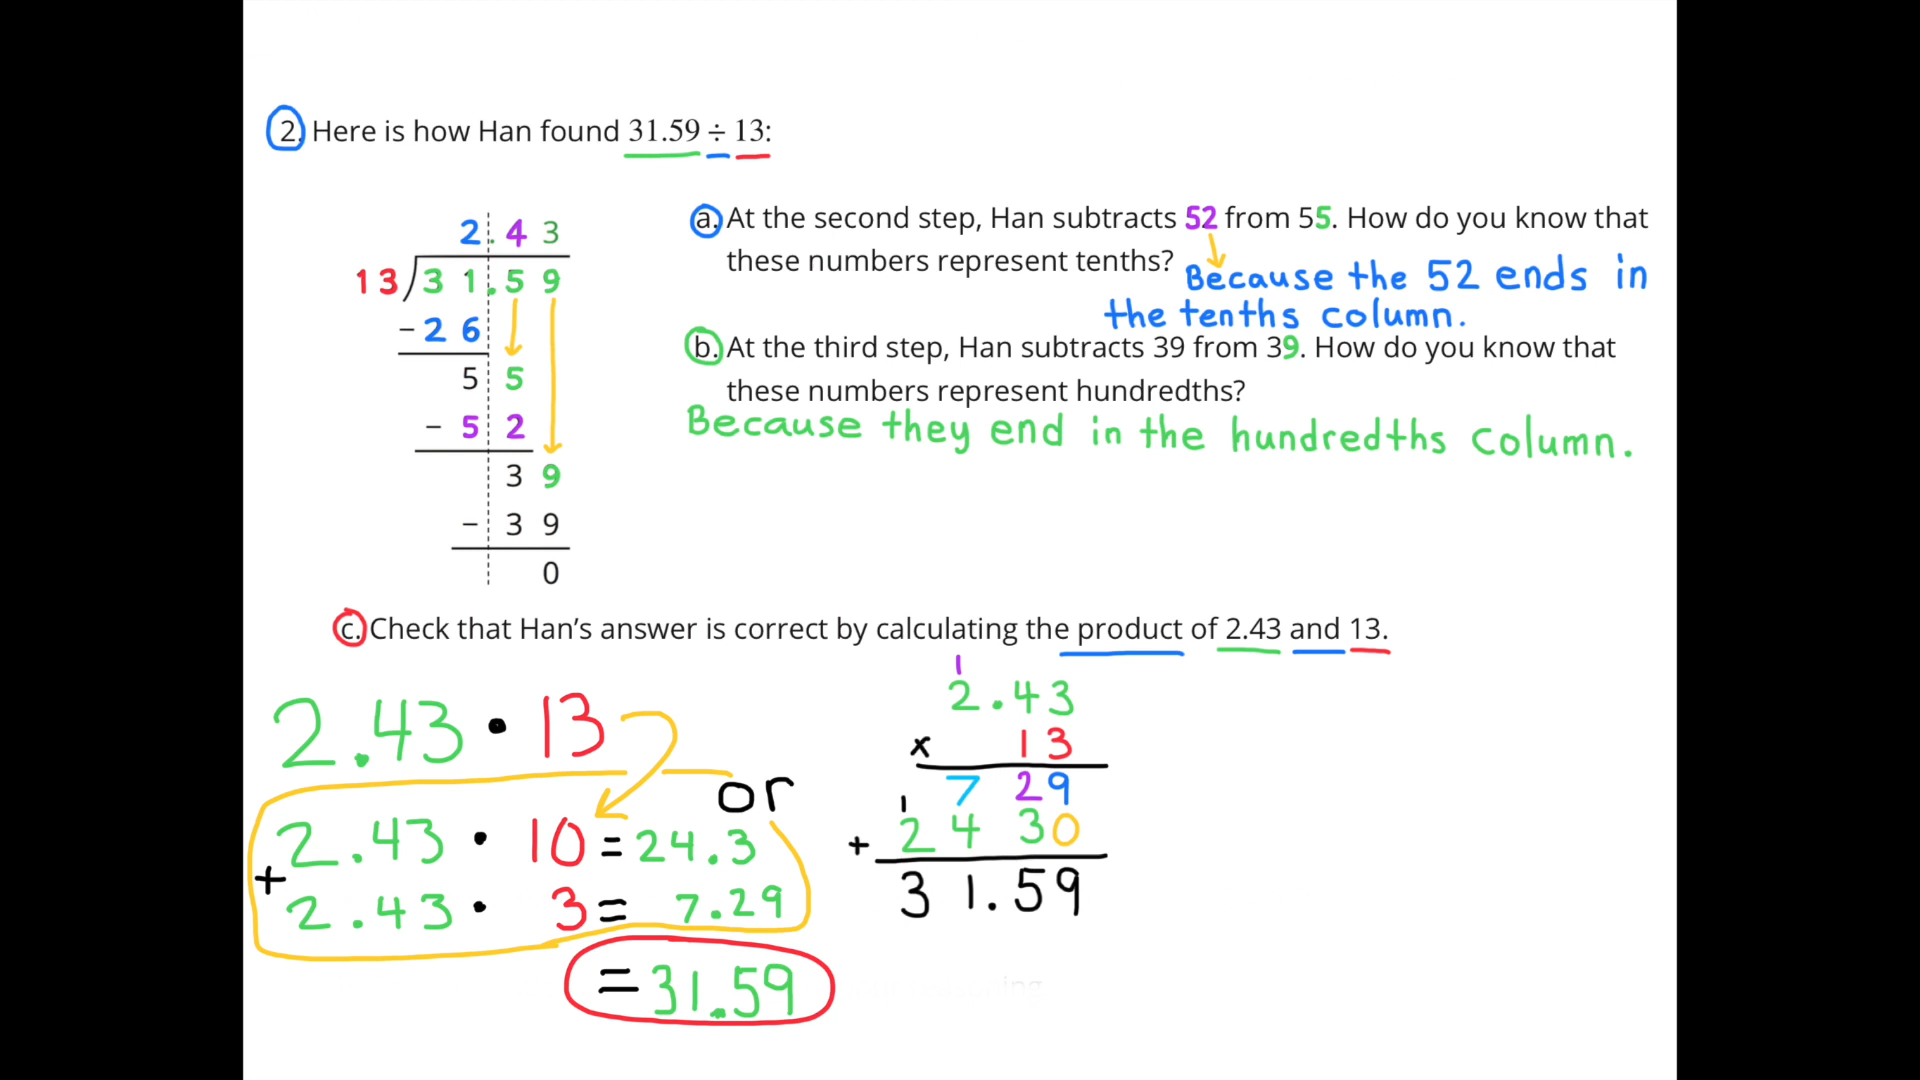 2. Here is how Han found 31.59 ÷ 13:
2.43
13)31.59
-26
55
- 52
39
- 39
0
a. At the second step, Han subtracts 52 from 55. How do you know that
these numbers represent tenths? Because the 52 ends in
the tenths column.
b. At the third step, Han subtracts 39 from 39. How do you know that
these numbers represent hundredths?
Because they end in the hundredths column.
c. Check that Han's answer is correct by calculating the product of 2.43 and 13.
2.43 • 13
or
2.43 • 10 = 24.3
+ 2.43 • 3 = 7.29
= 31.59
1
2.43
x 13
729
1
+ 2430
31.59